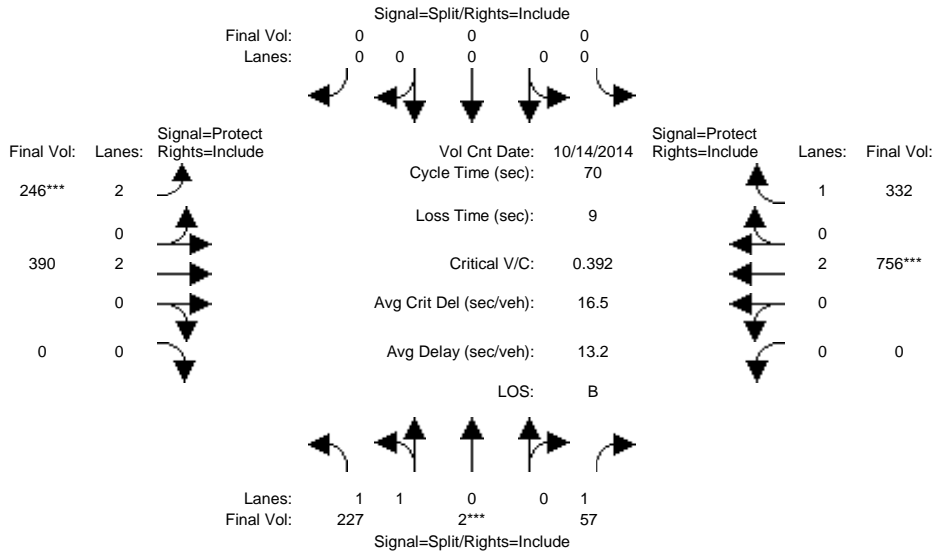 Signal=Split/Rights=Include
Final Vol: 0 0 0
Lanes: 0 0 0 0 0
Signal=Protect Signal=Protect
Final Vol: Lanes: Rights=Include Vol Cnt Date: 10/14/2014 Rights=Include Lanes: Final Vol:
Cycle Time (sec): 70
246*** 2 1 332
Loss Time (sec): 9
0 0
390 2 Critical V/C: 0.392 2 756***
0 Avg Crit Del (sec/veh): 16.5 0
0 0 Avg Delay (sec/veh): 13.2 0 0
LOS: B
Lanes: 1 1 0 0 1
Final Vol: 227 2*** 57
Signal=Split/Rights=Include